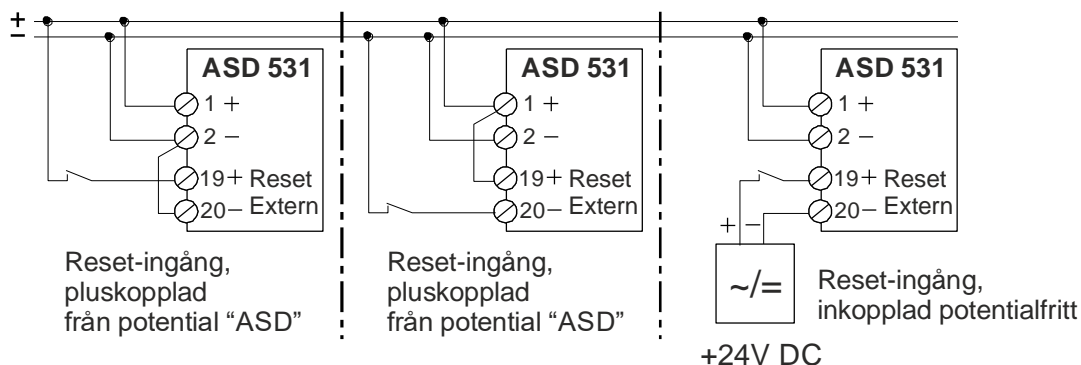 +
−
ASD 531
1 +
2 −
19+ Reset
20− Extern
Reset-ingång,
pluskopplad
från potential “ASD”
ASD 531
1 +
2 −
19+ Reset
20− Extern
Reset-ingång,
pluskopplad
från potential “ASD”
ASD 531
1 +
2 −
19+ Reset
20− Extern
+ −
~/=
Reset-ingång,
inkopplad potentialfritt
+24V DC